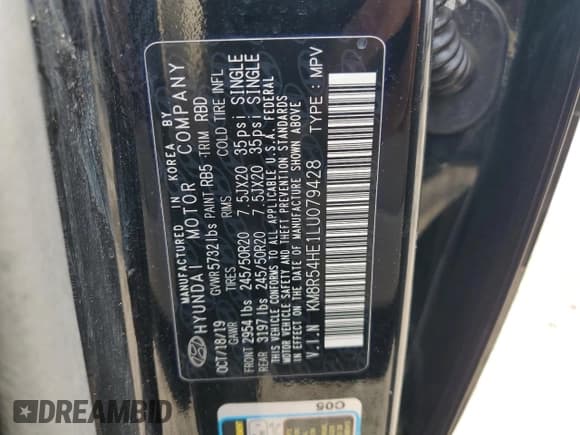 MANUFACTURED IN KOREA BY
HYUNDAI MOTOR COMPANY
OCT/18/19 GVWR 5732 lbs PAINT RB5 TRIM RBD
GAWR TIRES RIMS COLD TIRE INFL
FRONT 2954 lbs 245/50R20 7.5JX20 35psi SINGLE
REAR 3197 lbs 245/50R20 7.5JX20 35psi SINGLE
THIS VEHICLE CONFORMS TO ALL APPLICABLE U.S.A. FEDERAL
MOTOR VEHICLE SAFETY AND THEFT PREVENTION STANDARDS
IN EFFECT ON THE DATE OF MANUFACTURE SHOWN ABOVE
V.I.N KM8R54HE1LU079428 TYPE: MPV
C05
DREAMBID